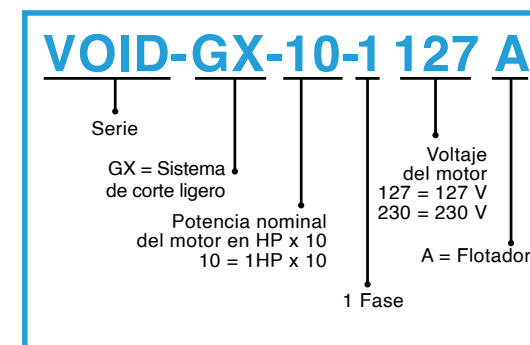 VOID-GX-10-1 127 A
Serie
GX = Sistema
de corte ligero
Potencia nominal
del motor en HP x 10
10 = 1HP x 10
1 Fase
Voltaje
del motor
127 = 127 V
230 = 230 V
A = Flotador